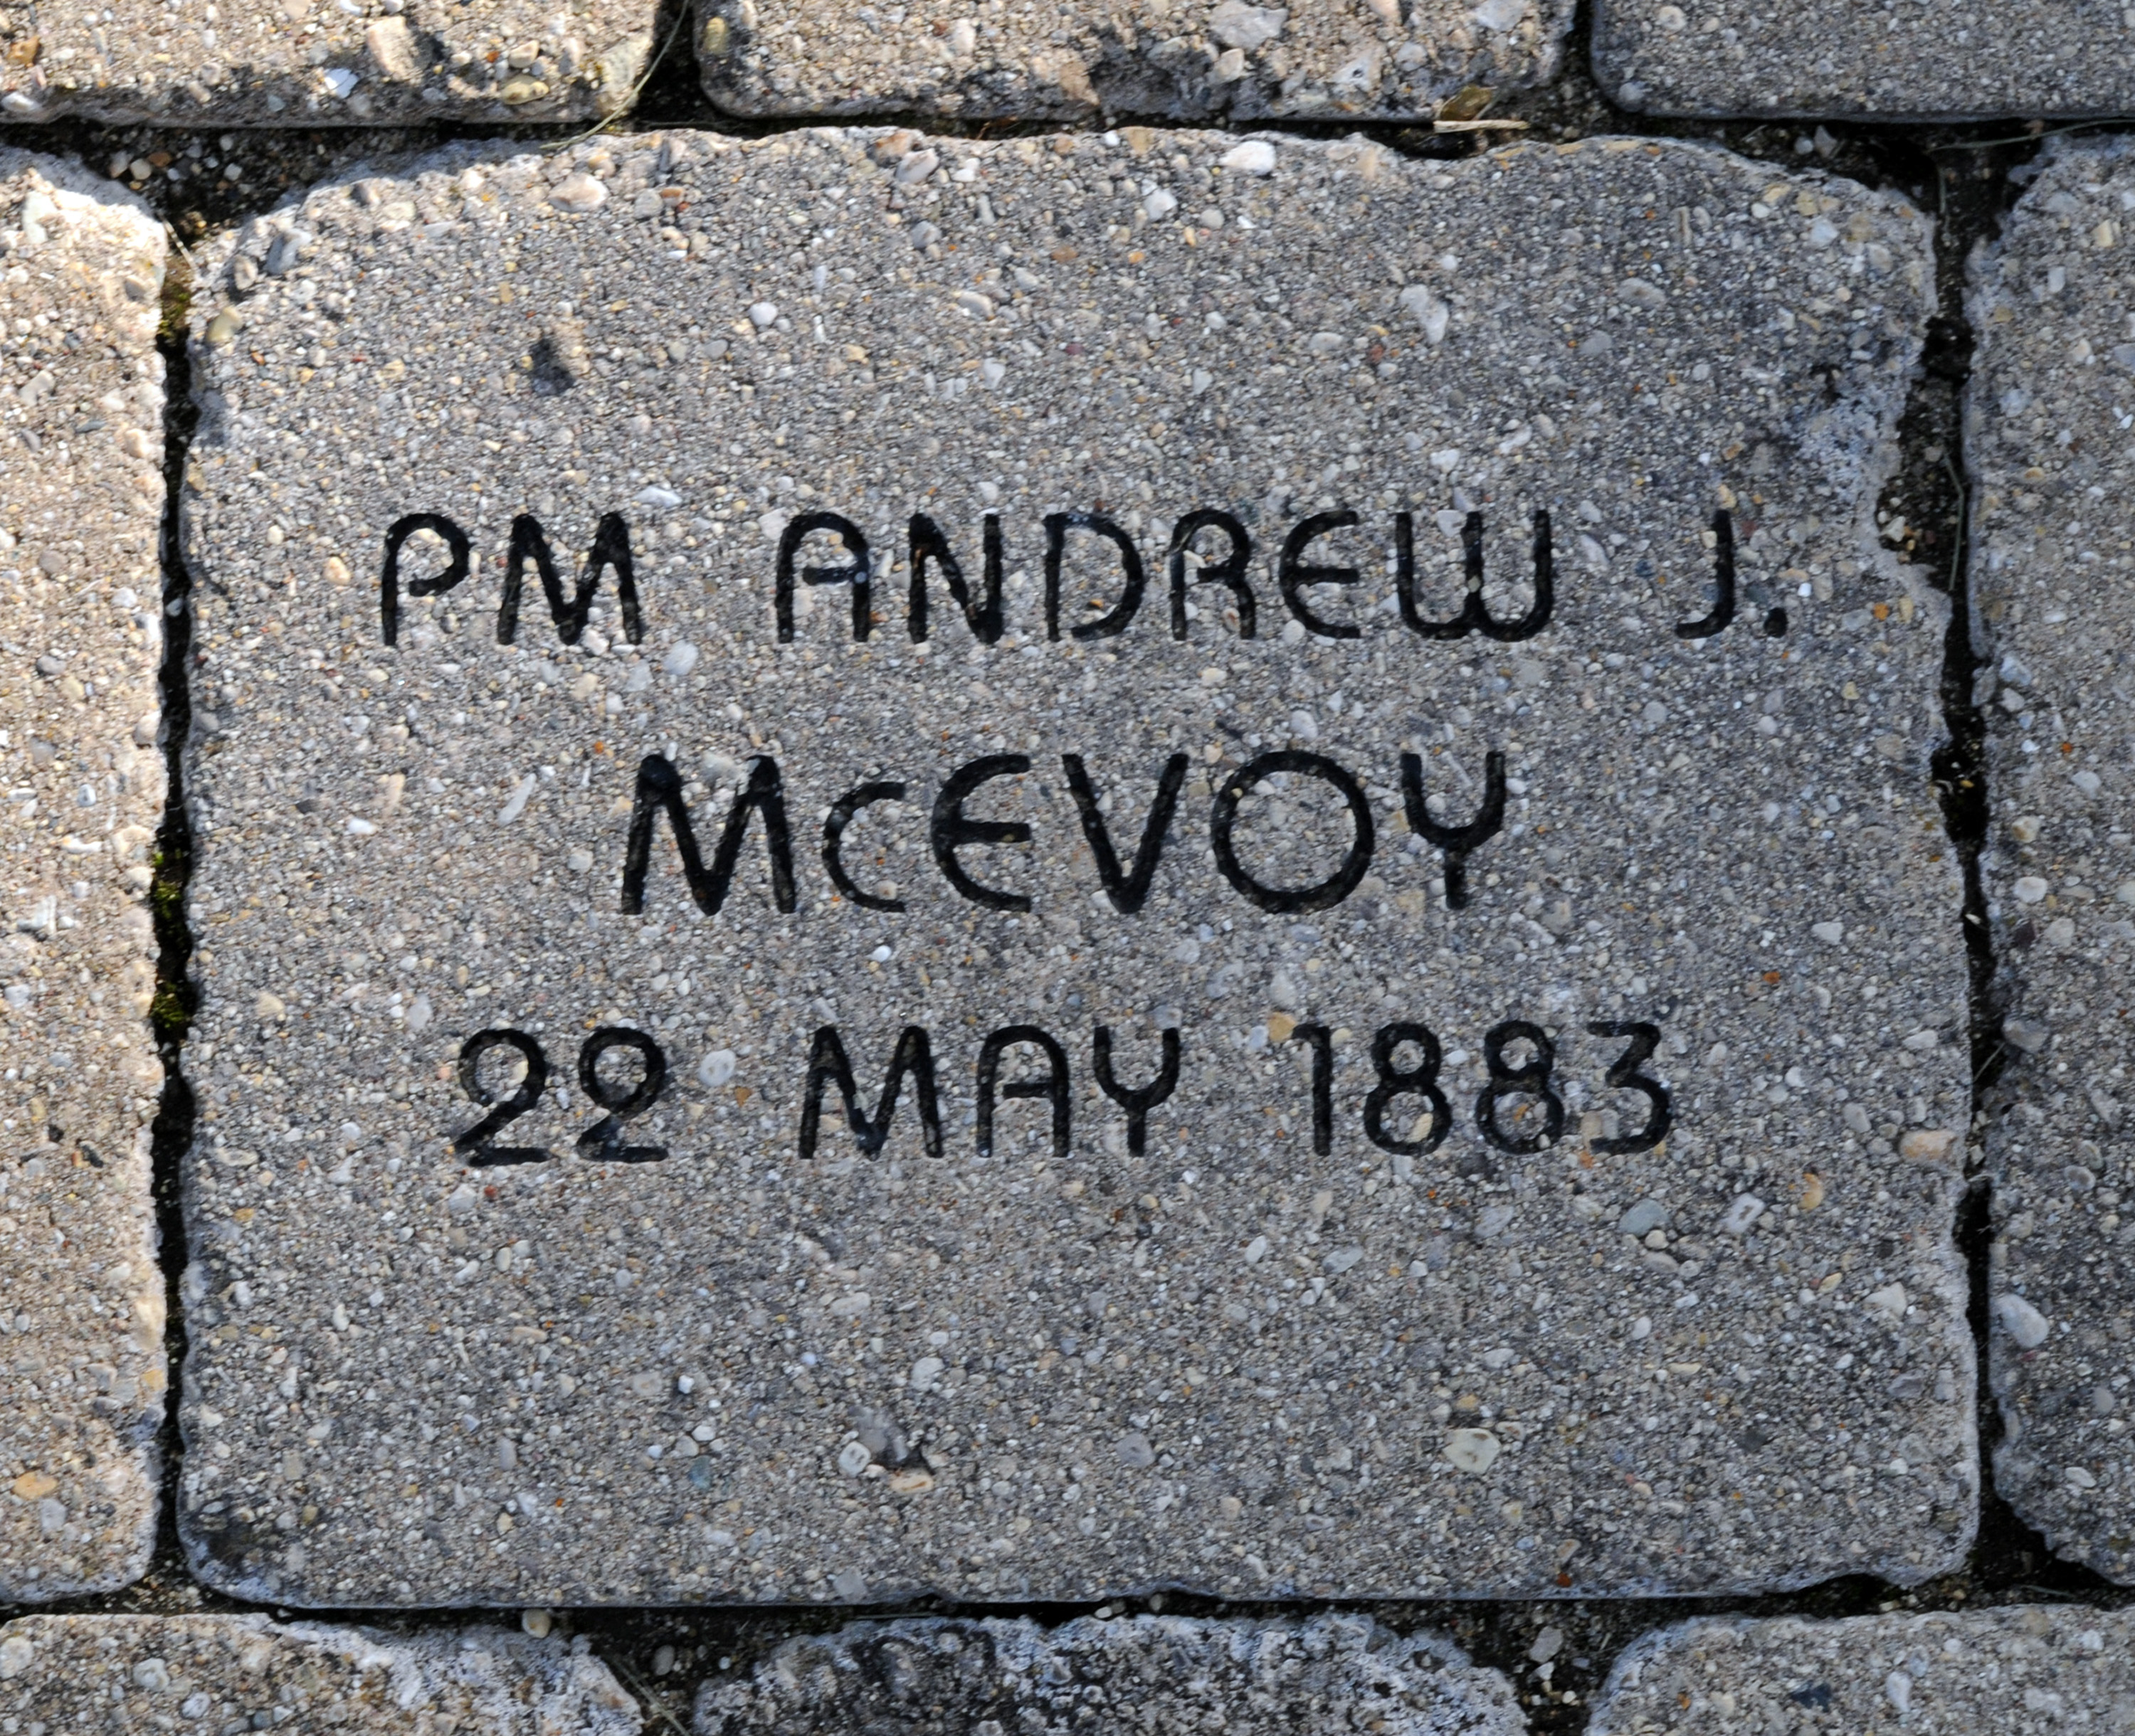 PM ANDREW J.
McEVOY
22 MAY 1883